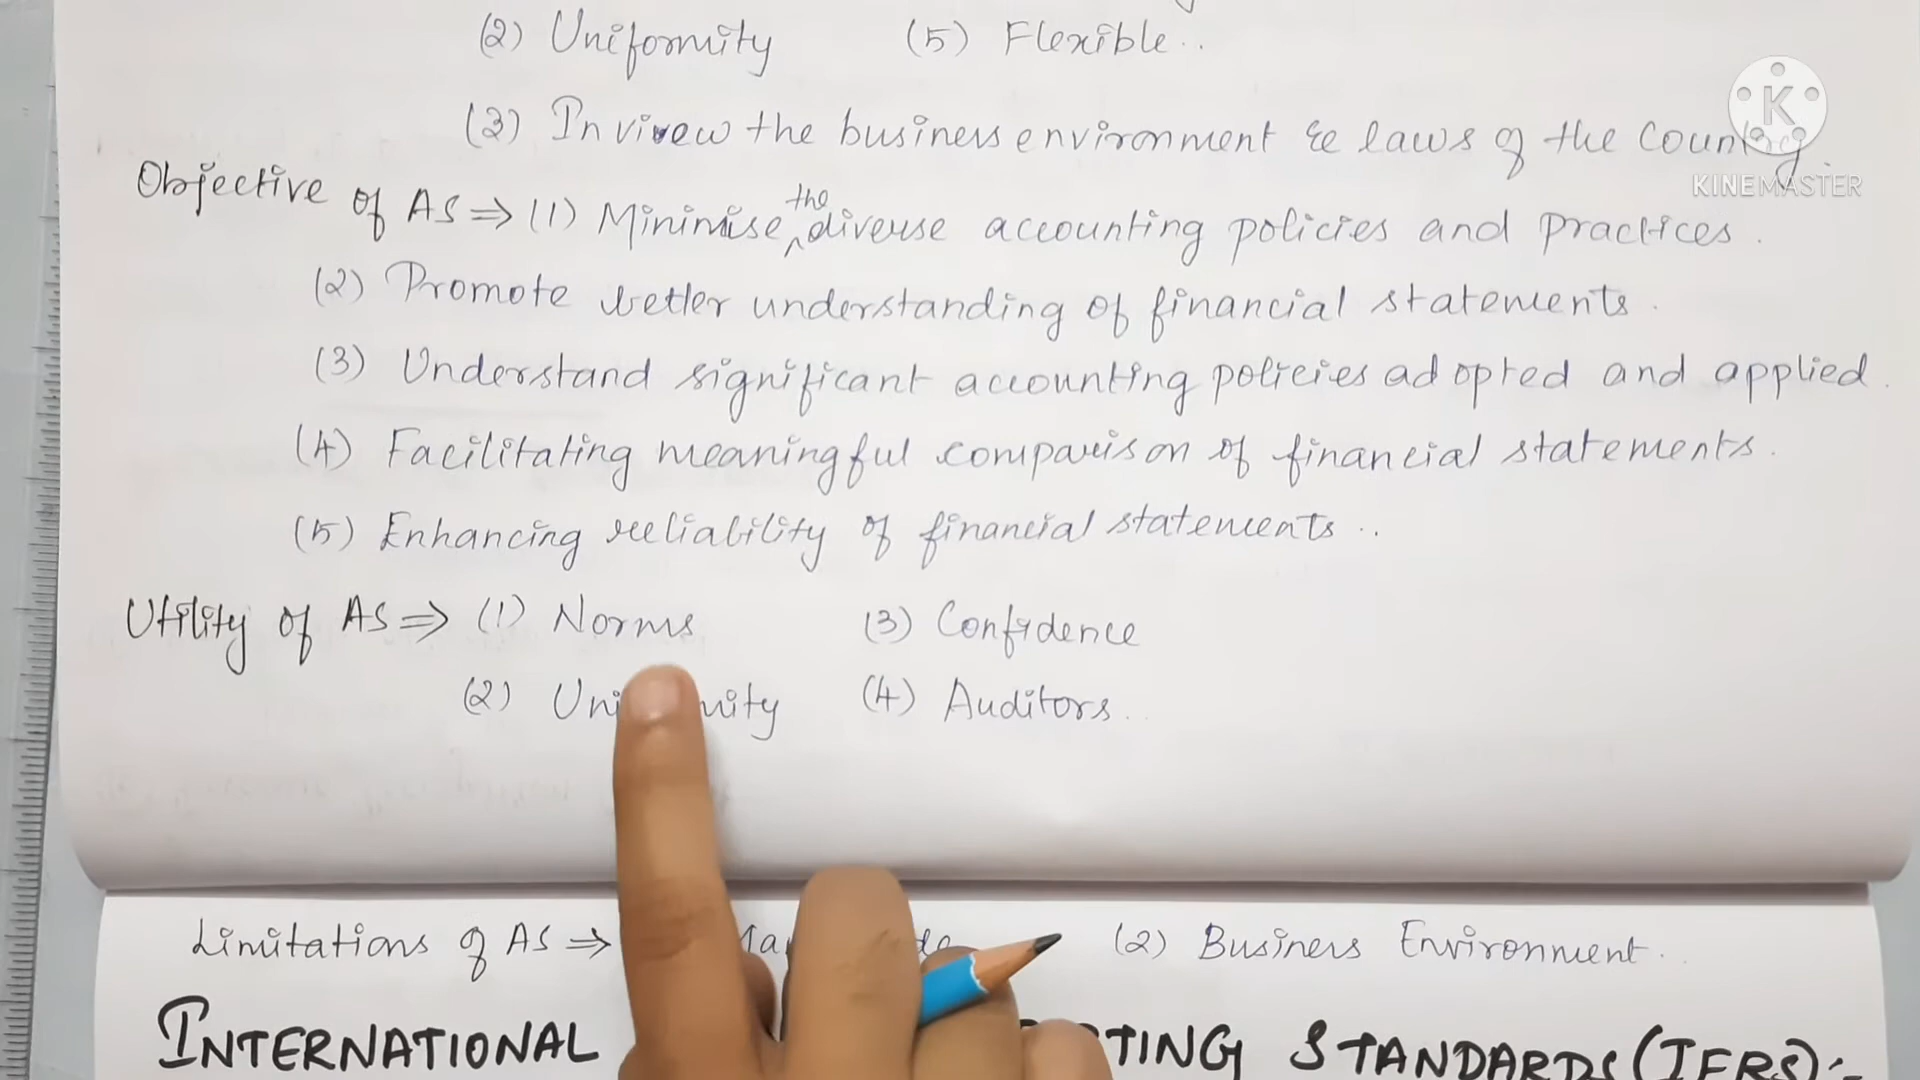 (2) Uniformity (5) Flexible..
(3) In view the business environment & laws of the Country.
KINEMASTER
Objective of AS ⇒ (1) Minimise the diverse accounting policies and practices.
(2) Promote better understanding of financial statements.
(3) Understand significant accounting policies adopted and applied.
(4) Facilitating meaningful comparison of financial statements.
(5) Enhancing reliability of financial statements..
Utility of AS ⇒ (1) Norms (3) Confidence
(2) (4) Auditors.
Limitations of AS ⇒ (2) Business Environment..
INTERNATIONAL STANDARDS (IFRS):-